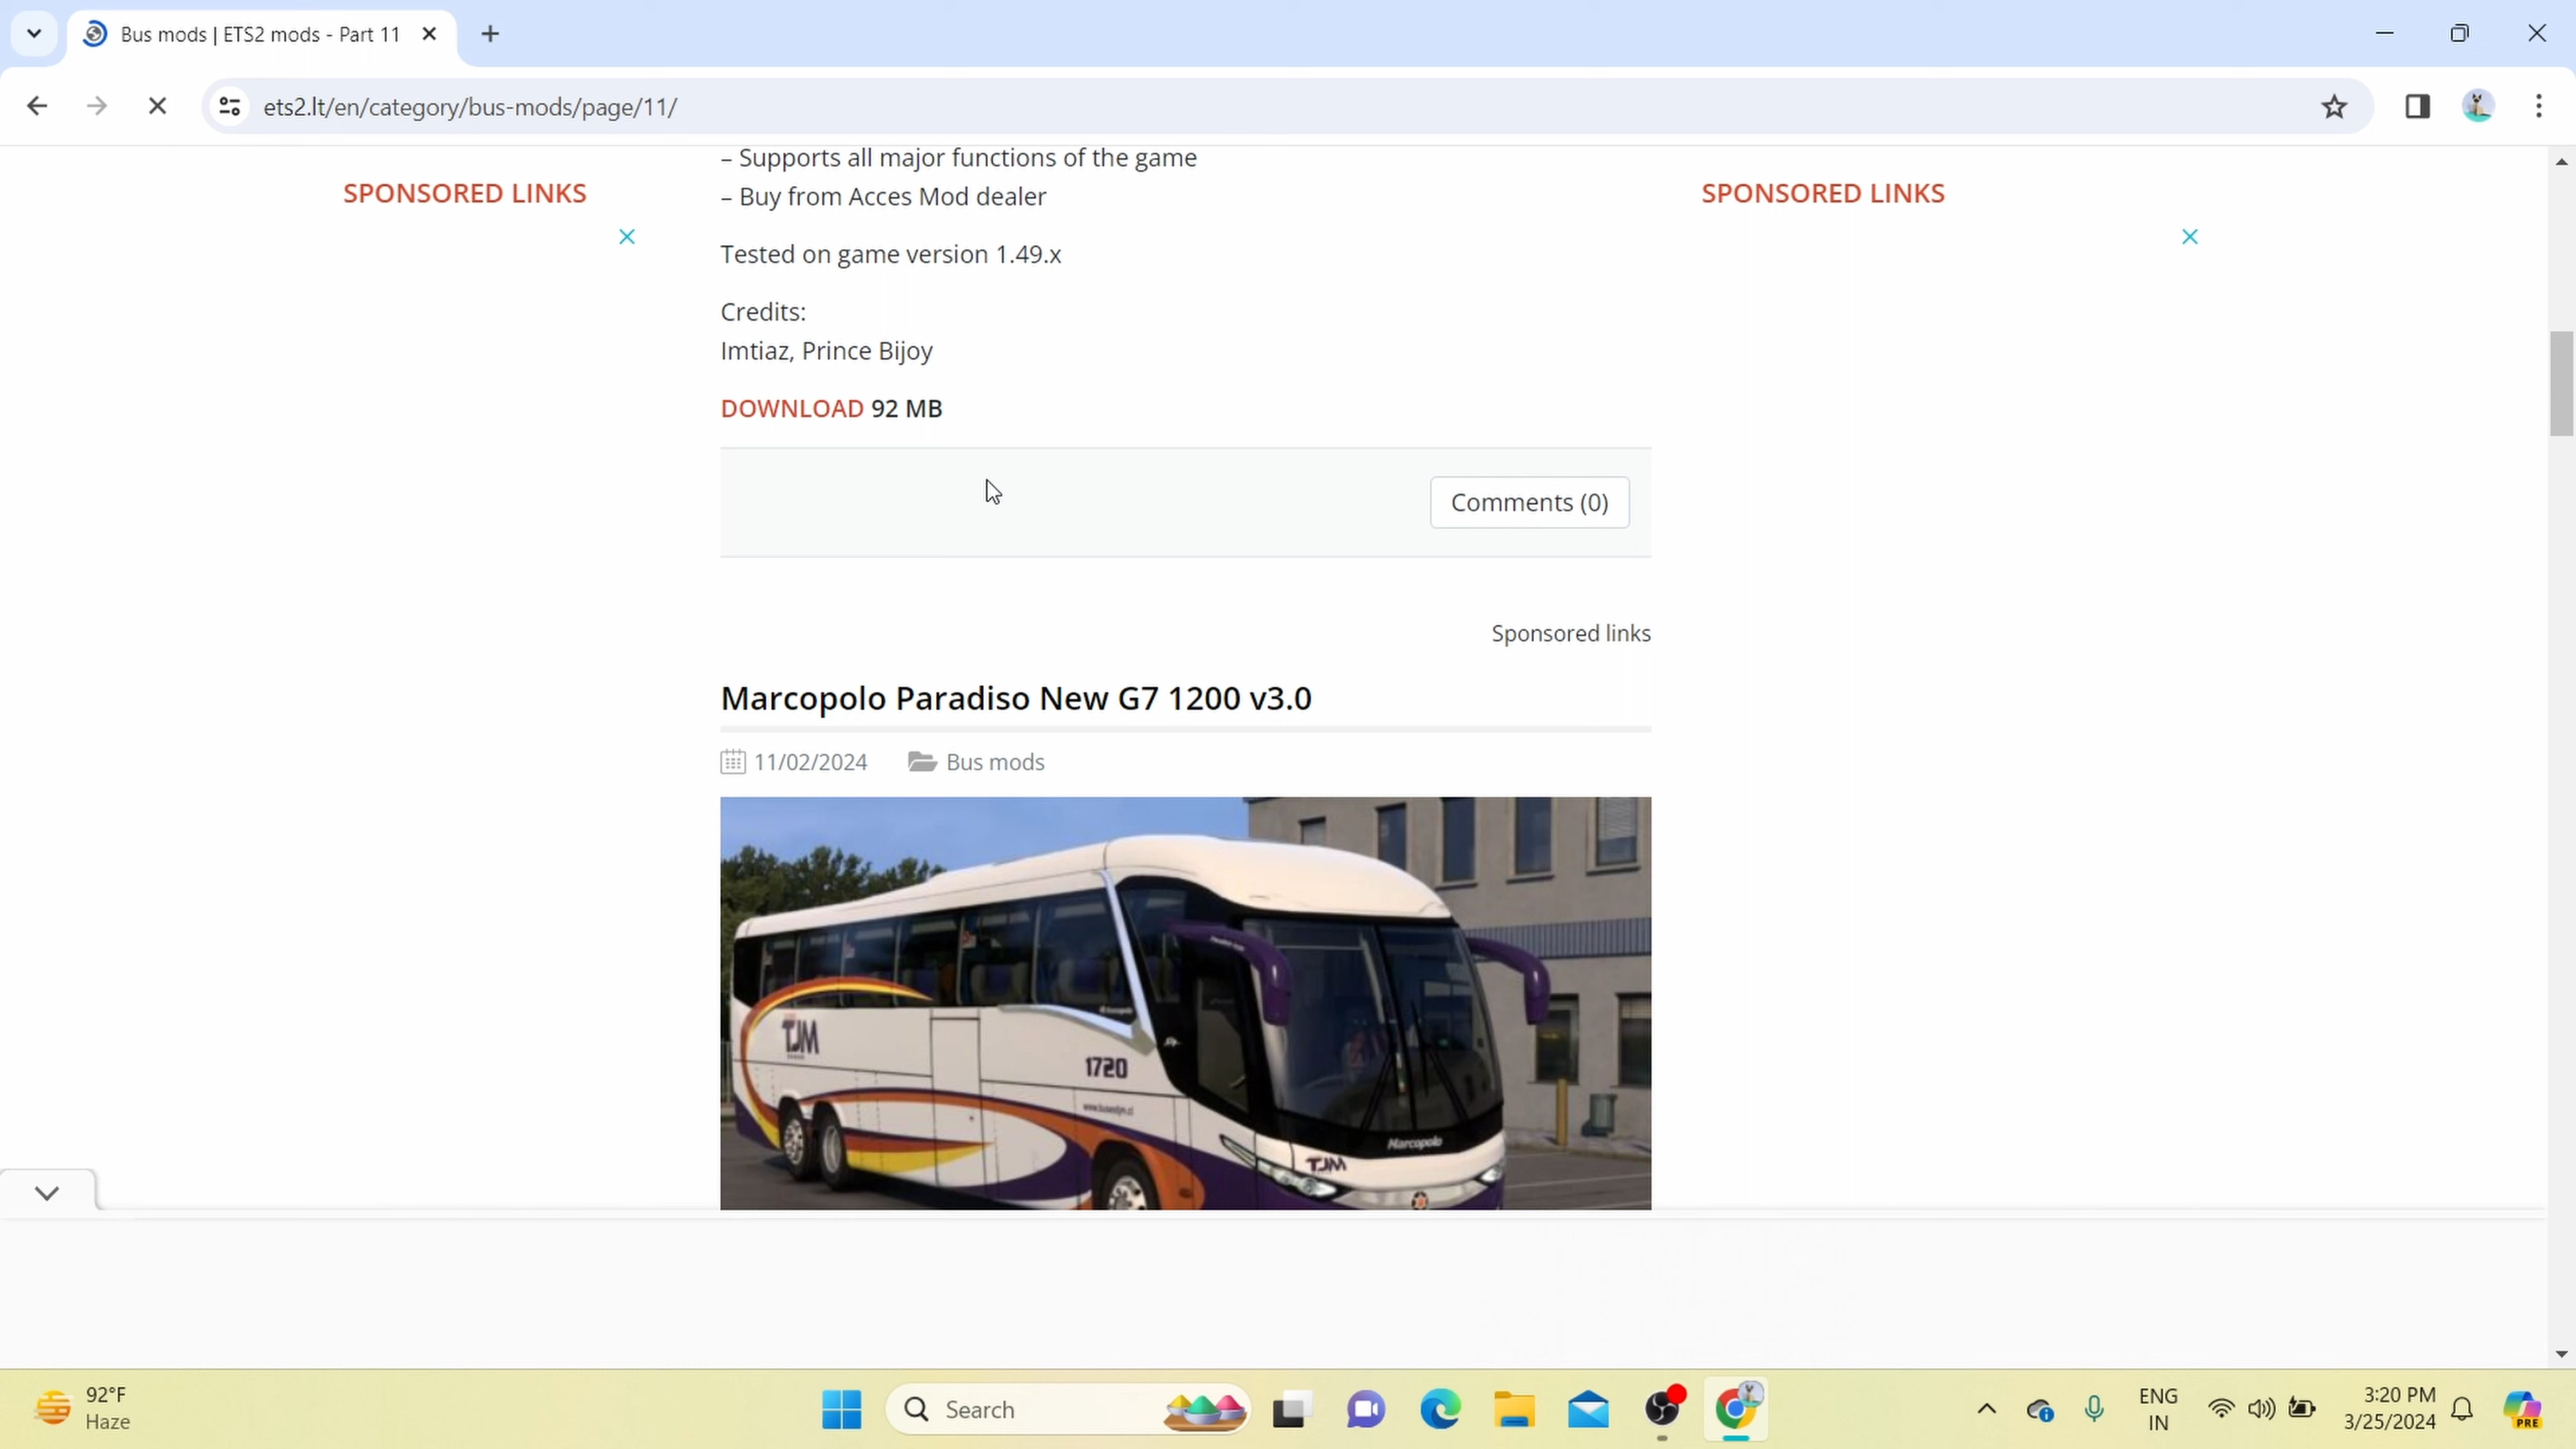 Bus mods | ETS2 mods - Part 11
ets2.lt/en/category/bus-mods/page/11/
– Supports all major functions of the game
SPONSORED LINKS
SPONSORED LINKS
– Buy from Acces Mod dealer
Tested on game version 1.49.x
Credits:
Imtiaz, Prince Bijoy
DOWNLOAD 92 MB
Comments (0)
Sponsored links
Marcopolo Paradiso New G7 1200 v3.0
11/02/2024 Bus mods
TJM
1720
Marcopolo
TJM
92°F
Haze
Search
PRE
ENG
IN
3:20 PM
3/25/2024